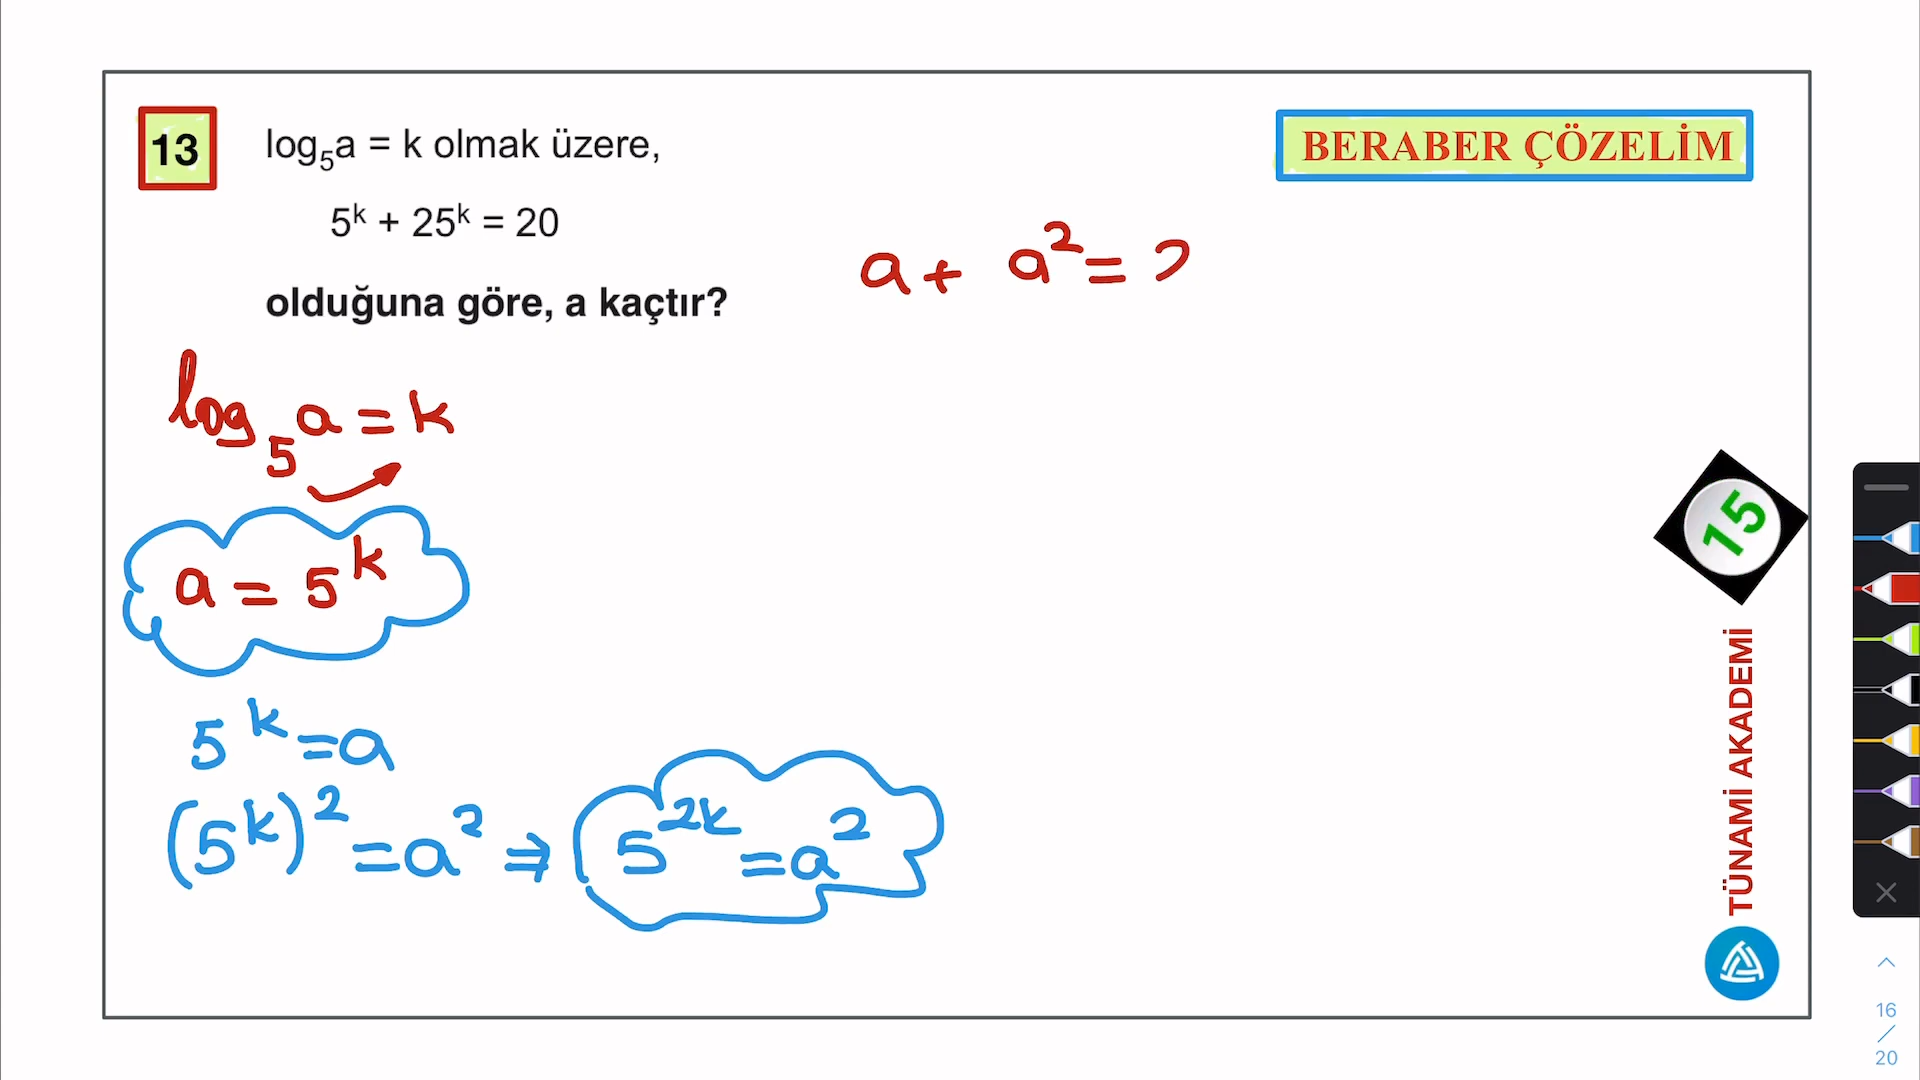 13
log₅a = k olmak üzere,
BERABER ÇÖZELİM
5ᵏ + 25ᵏ = 20
a + a² = 2
olduğuna göre, a kaçtır?
log₅a = k
a = 5ᵏ
15
5ᵏ = a
(5ᵏ)² = a² ⇒ 5²ᵏ = a²
TÜNAMİ AKADEMİ
16
/
20